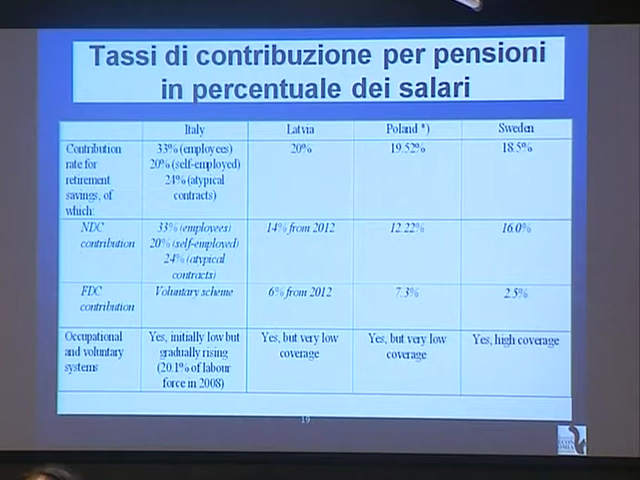 Tassi di contribuzione per pensioni
in percentuale dei salari
Italy Latvia Poland *) Sweden
Contribution rate for retirement savings, of which: 33% (employees) 20% (self-employed) 24% (atypical contracts) 20% 19.52% 18.5%
NDC contribution 33% (employees) 20% (self-employed) 24% (atypical contracts) 14% from 2012 12.22% 16.0%
FDC contribution Voluntary scheme 6% from 2012 7.3% 2.5%
Occupational and voluntary systems Yes, initially low but gradually rising (20.1% of labour force in 2008) Yes, but very low coverage Yes, but very low coverage Yes, high coverage
19